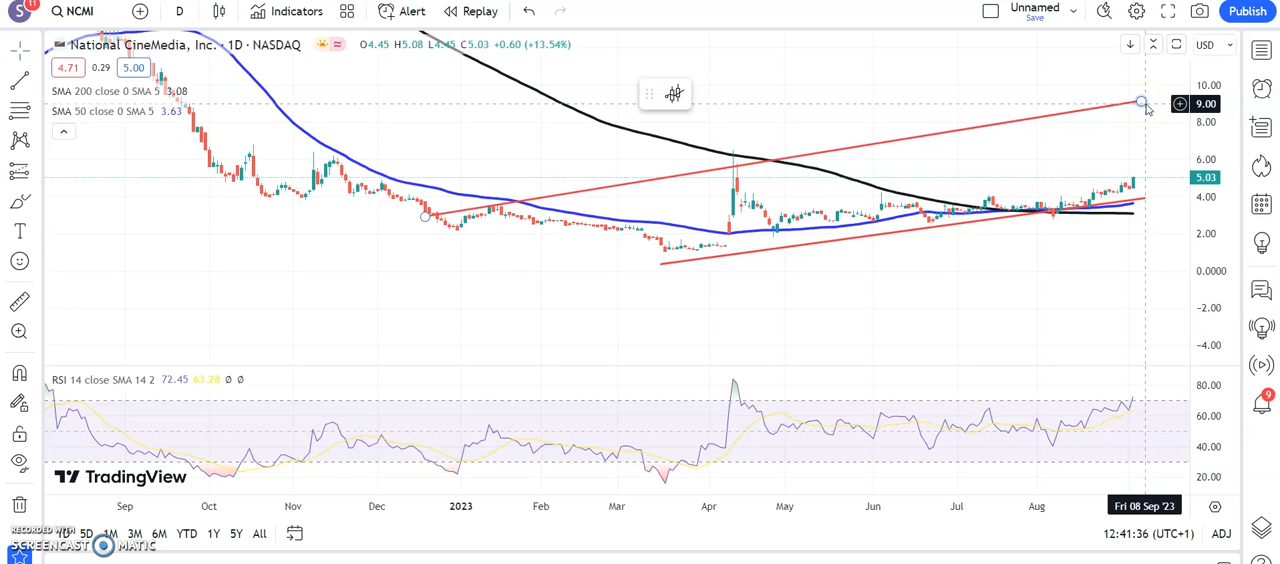 S 11 NCMI D Indicators Alert Replay Unnamed Save Publish
National CineMedia, Inc. · 1D · NASDAQ O4.45 H5.08 L4.45 C5.03 +0.60 (+13.54%) USD
4.71 0.29 5.00
SMA 200 close 0 SMA 5 3.08
SMA 50 close 0 SMA 5 3.63
10.00
9.00
8.00
6.00
5.03
4.00
2.00
0.0000
−2.00
−4.00
RSI 14 close SMA 14 2 72.45 63.28 Ø Ø
80.00
60.00
40.00
20.00
9
TradingView
Sep Oct Nov Dec 2023 Feb Mar Apr May Jun Jul Aug Fri 08 Sep '23
RECORDED WITH
1D 5D 1M 3M 6M YTD 1Y 5Y All 12:41:36 (UTC+1) ADJ
SCREENCAST MATIC